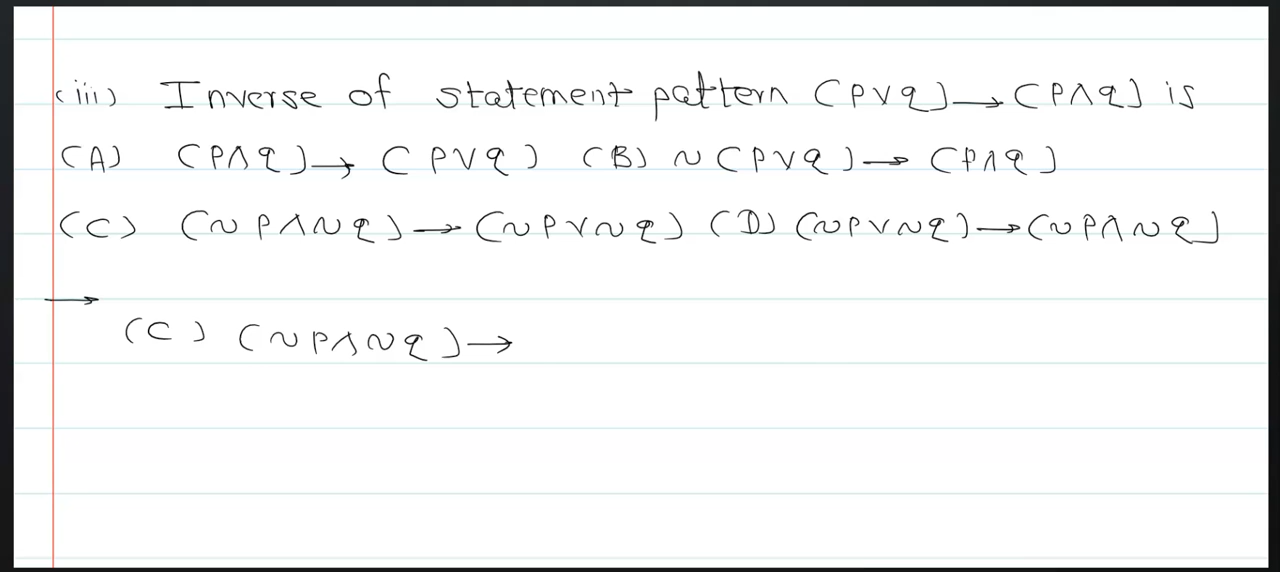 (iii) Inverse of statement pattern (p∨q)→(p∧q) is
(A) (p∧q)→(p∨q) (B) ~(p∨q)→(p∧q)
(C) (~p∧~q)→(~p∨~q) (D) (~p∨~q)→(~p∧~q)
→
(C) (~p∧~q)→